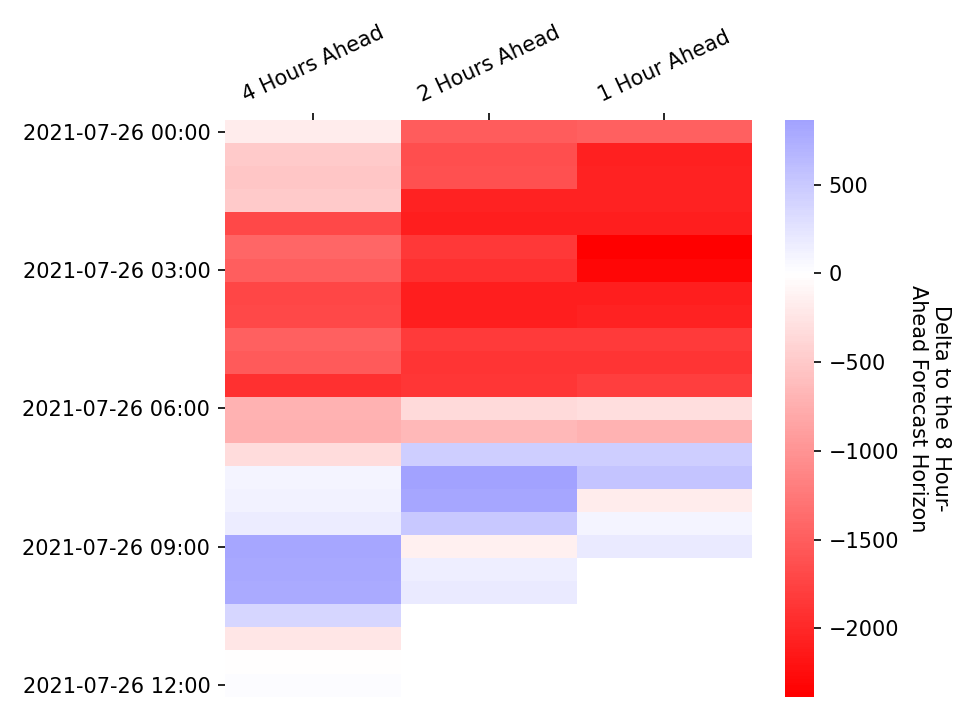 4 Hours Ahead
2 Hours Ahead
1 Hour Ahead
2021-07-26 00:00
2021-07-26 03:00
2021-07-26 06:00
2021-07-26 09:00
2021-07-26 12:00
500
0
−500
−1000
−1500
−2000
Delta to the 8 Hour-
Ahead Forecast Horizon